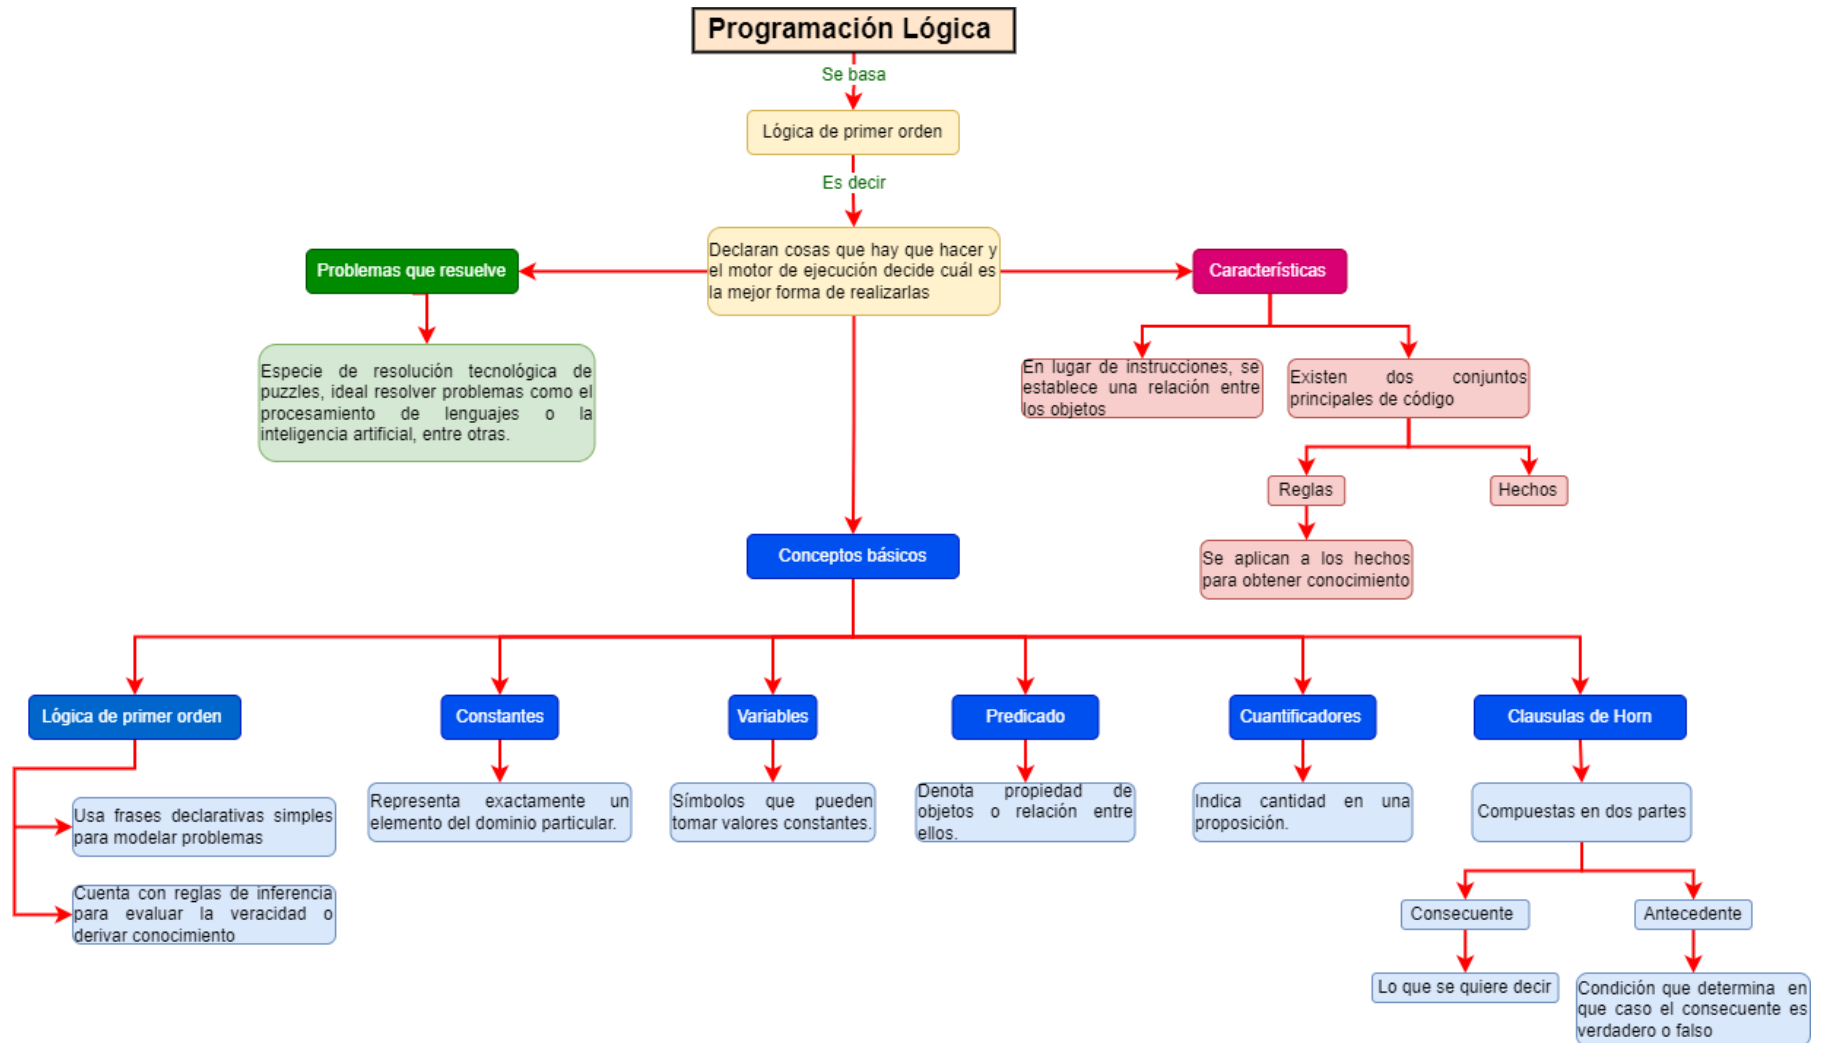 Programación Lógica
Se basa
Lógica de primer orden
Es decir
Declaran cosas que hay que hacer y
el motor de ejecución decide cuál es
la mejor forma de realizarlas
Problemas que resuelve
Especie de resolución tecnológica de
puzzles, ideal resolver problemas como el
procesamiento de lenguajes o la
inteligencia artificial, entre otras.
Característicias
En lugar de instrucciones, se
establece una relación entre
los objetos
Existen dos conjuntos
principales de código
Reglas
Hechos
Se aplican a los hechos
para obtener conocimiento
Conceptos básicos
Lógica de primer orden
Usa frases declarativas simples
para modelar problemas
Cuenta con reglas de inferencia
para evaluar la veracidad o
derivar conocimiento
Constantes
Representa exactamente un
elemento del dominio particular.
Variables
Símbolos que pueden
tomar valores constantes.
Predicado
Denota propiedad de
objetos o relación entre
ellos.
Cuantificadores
Indica cantidad en una
proposición.
Clausulas de Horn
Compuestas en dos partes
Consecuente
Lo que se quiere decir
Antecedente
Condición que determina en
que caso el consecuente es
verdadero o falso